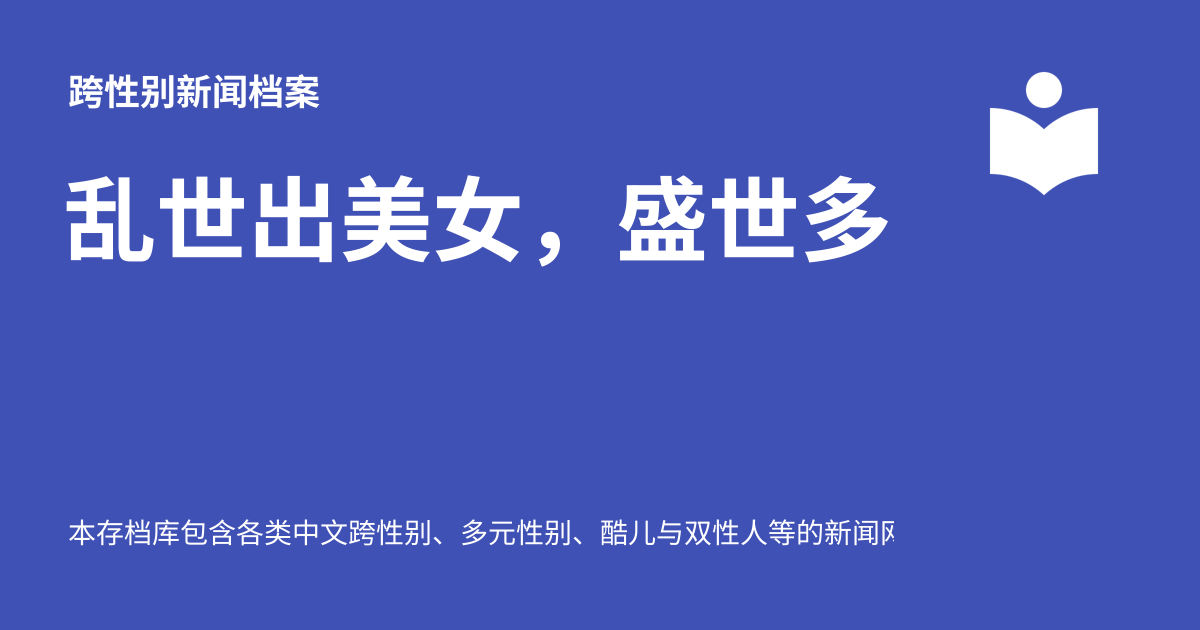 跨性别新闻档案
乱世出美女，盛世多
本存档库包含各类中文跨性别、多元性别、酷儿与双性人等的新闻